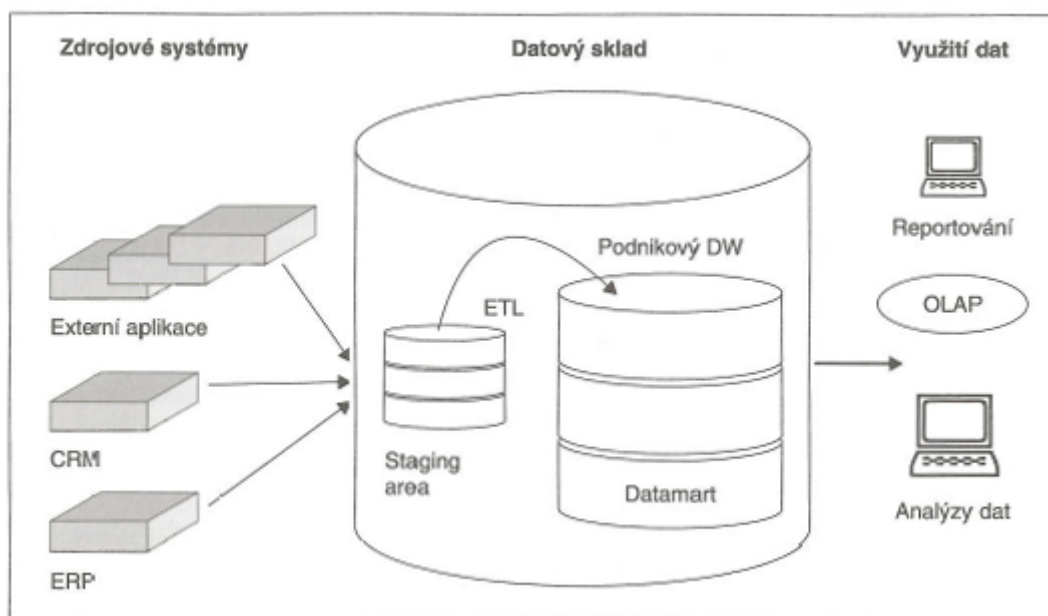 Zdrojové systémy
Datový sklad
Využití dat
Externí aplikace
CRM
ERP
Staging
area
ETL
Podnikový DW
Datamart
Reportování
OLAP
Analýzy dat